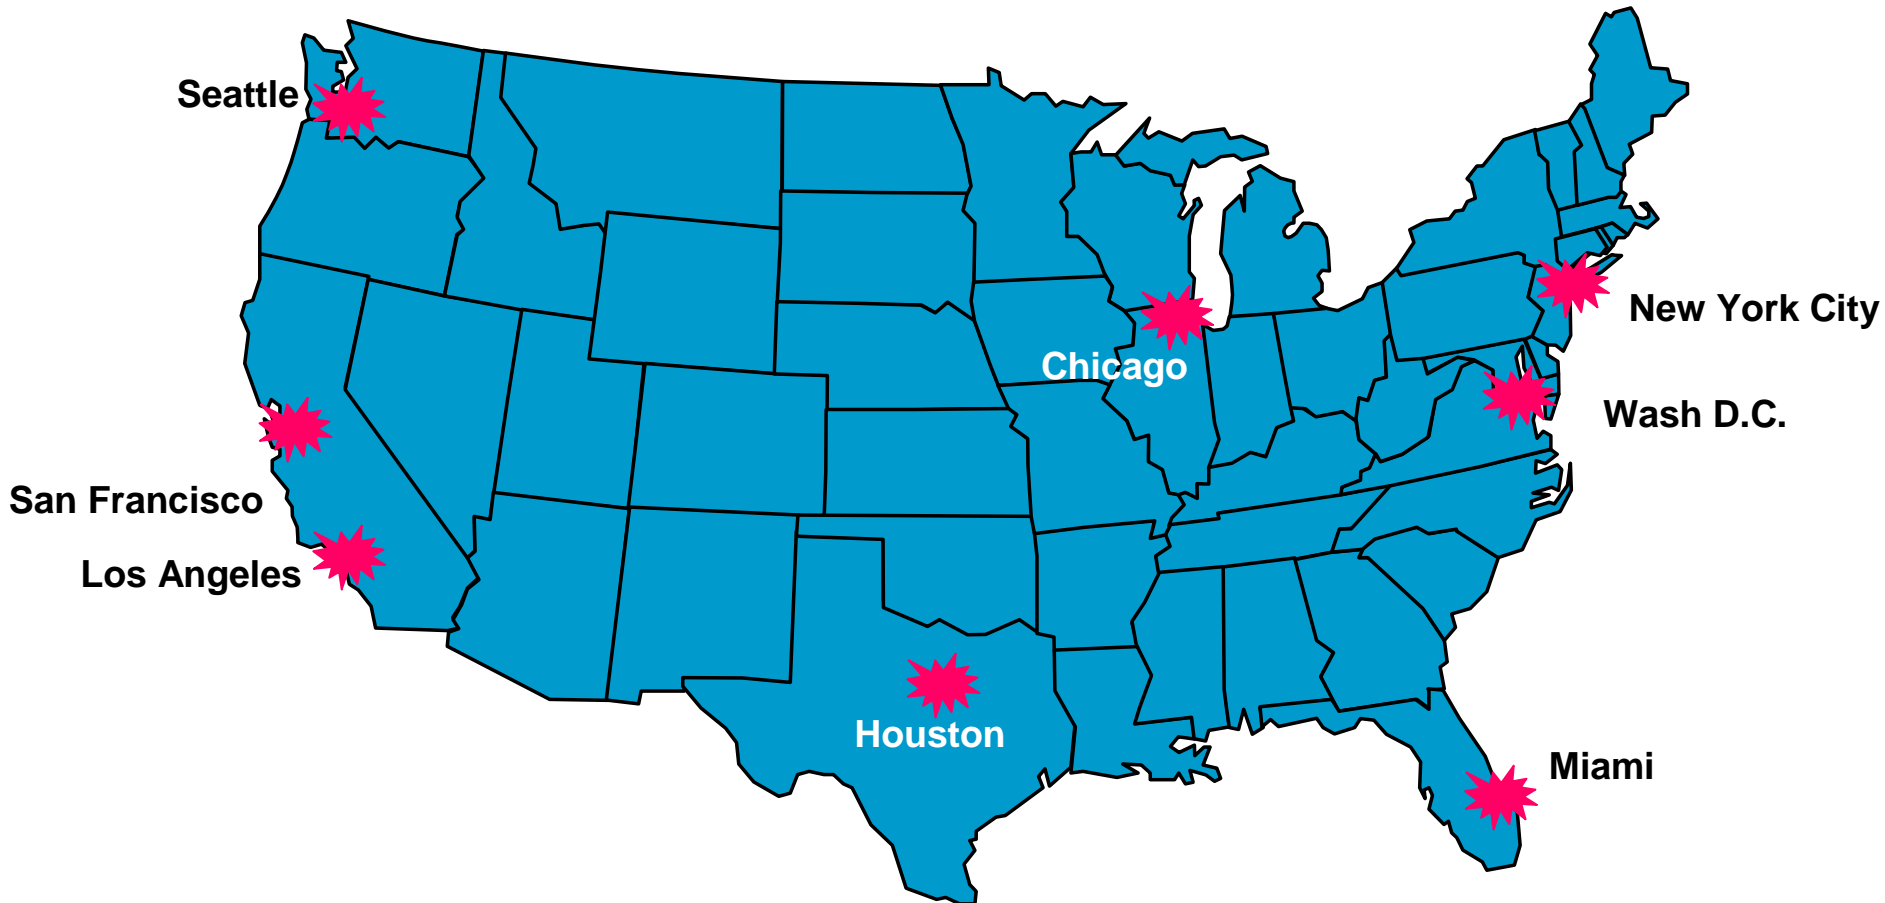 Seattle
New York City
Chicago
Wash D.C.
San Francisco
Los Angeles
Houston
Miami